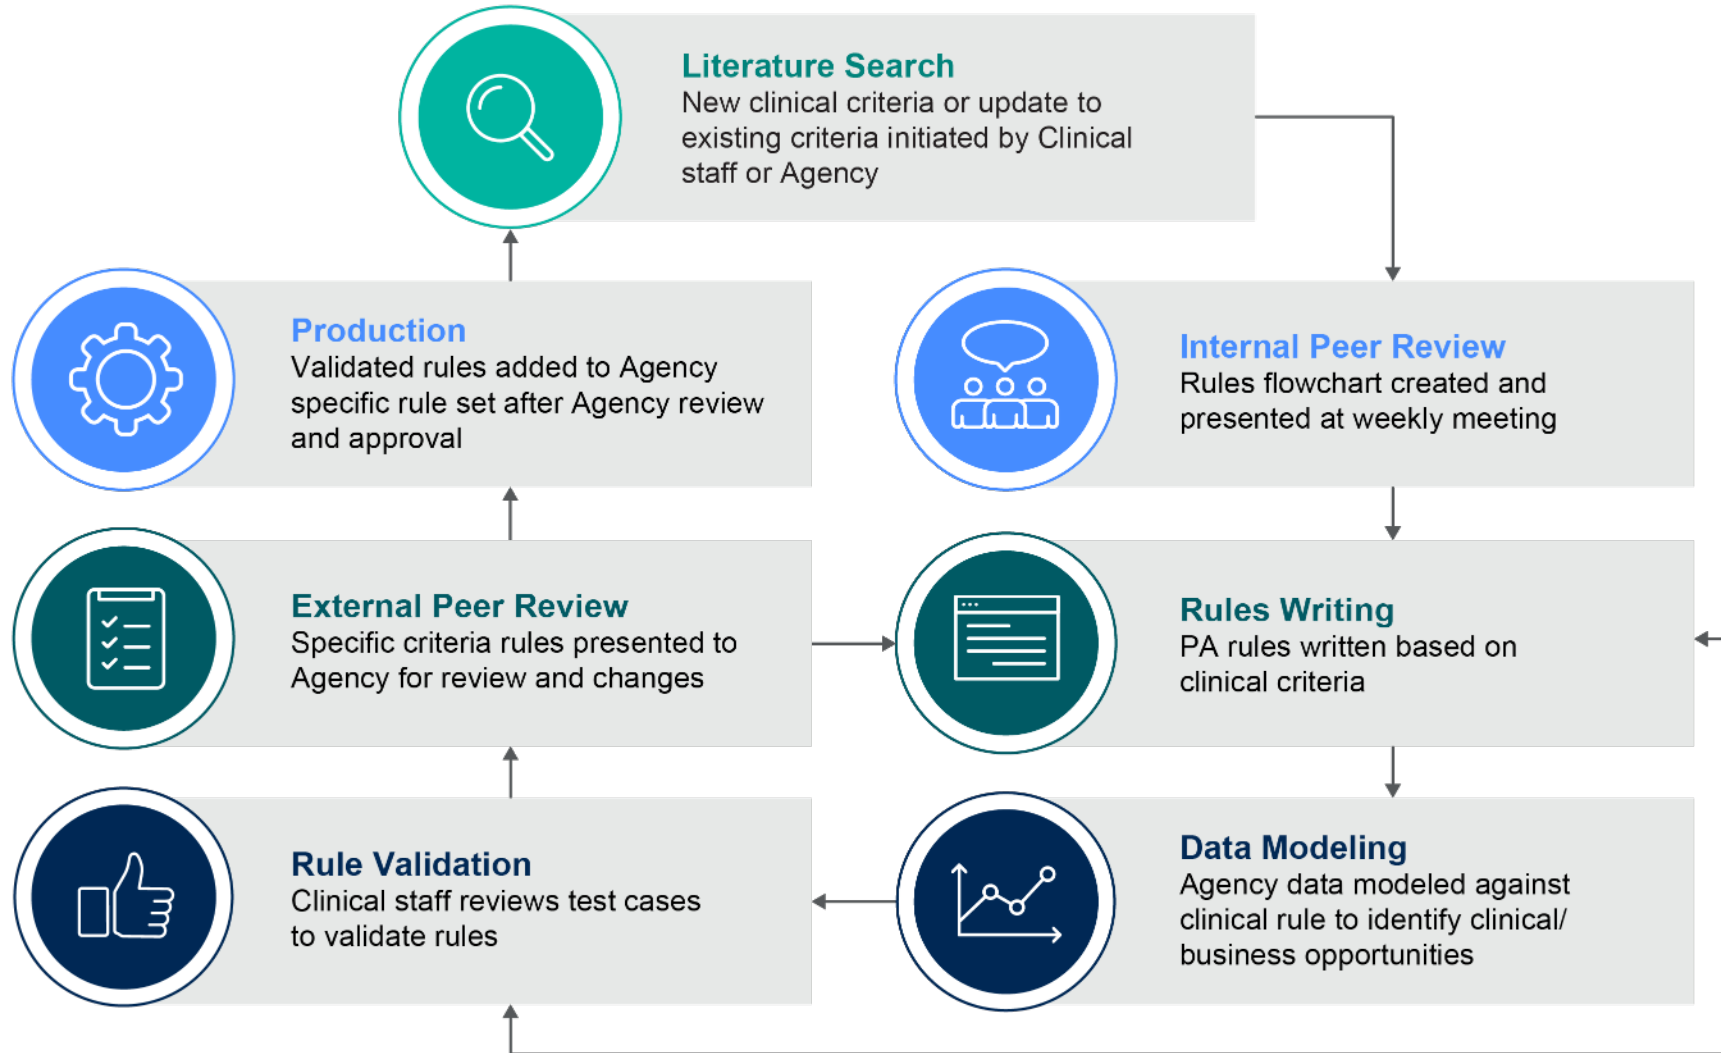 Literature Search
New clinical criteria or update to
existing criteria initiated by Clinical
staff or Agency
Production
Validated rules added to Agency
specific rule set after Agency review
and approval
Internal Peer Review
Rules flowchart created and
presented at weekly meeting
External Peer Review
Specific criteria rules presented to
Agency for review and changes
Rules Writing
PA rules written based on
clinical criteria
Rule Validation
Clinical staff reviews test cases
to validate rules
Data Modeling
Agency data modeled against
clinical rule to identify clinical/
business opportunities